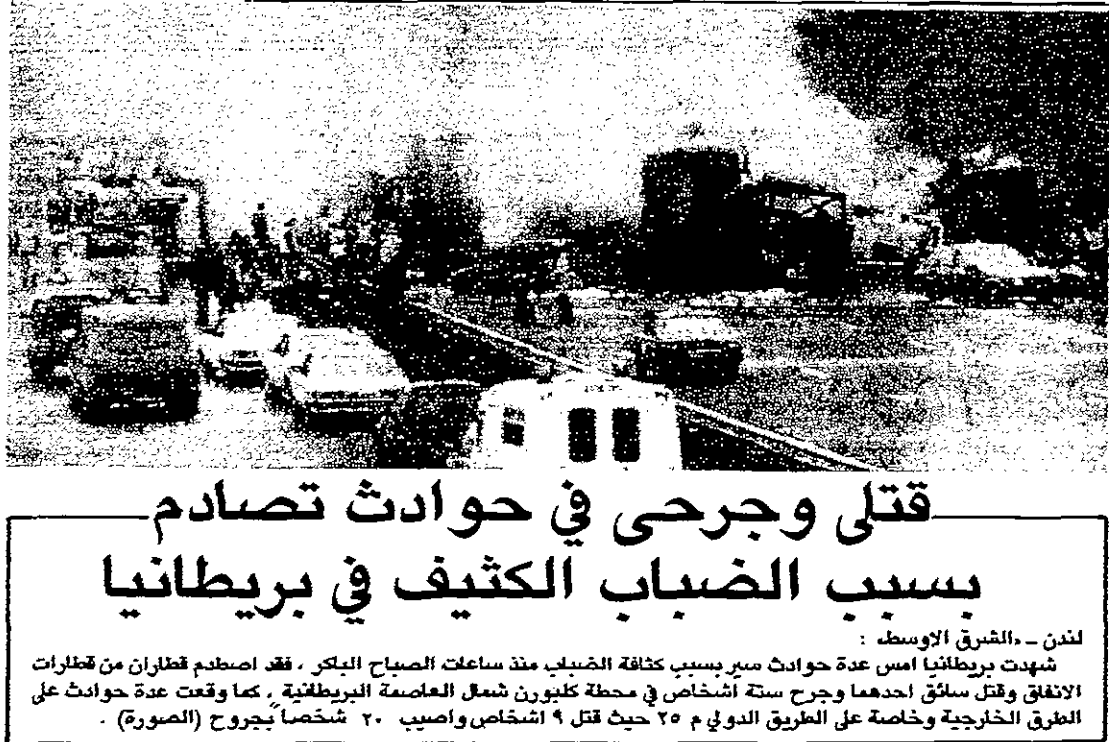 قتلى وجرحى في حوادث تصادم
بسبب الضباب الكثيف في بريطانيا
لندن ـ «الشرق الاوسط» :
شهدت بريطانيا امس عدة حوادث سير بسبب كثافة الضباب منذ ساعات الصباح الباكر ، فقد اصطدم قطاران من قطارات
الانفاق وقتل سائق احدهما وجرح ستة اشخاص في محطة كلبورن شمال العاصمة البريطانية ، كما وقعت عدة حوادث على
الطرق الخارجية وخاصة على الطريق الدولي م ٢٥ حيث قتل ٩ اشخاص واصيب ٢٠ شخصاً بجروح (الصورة) .